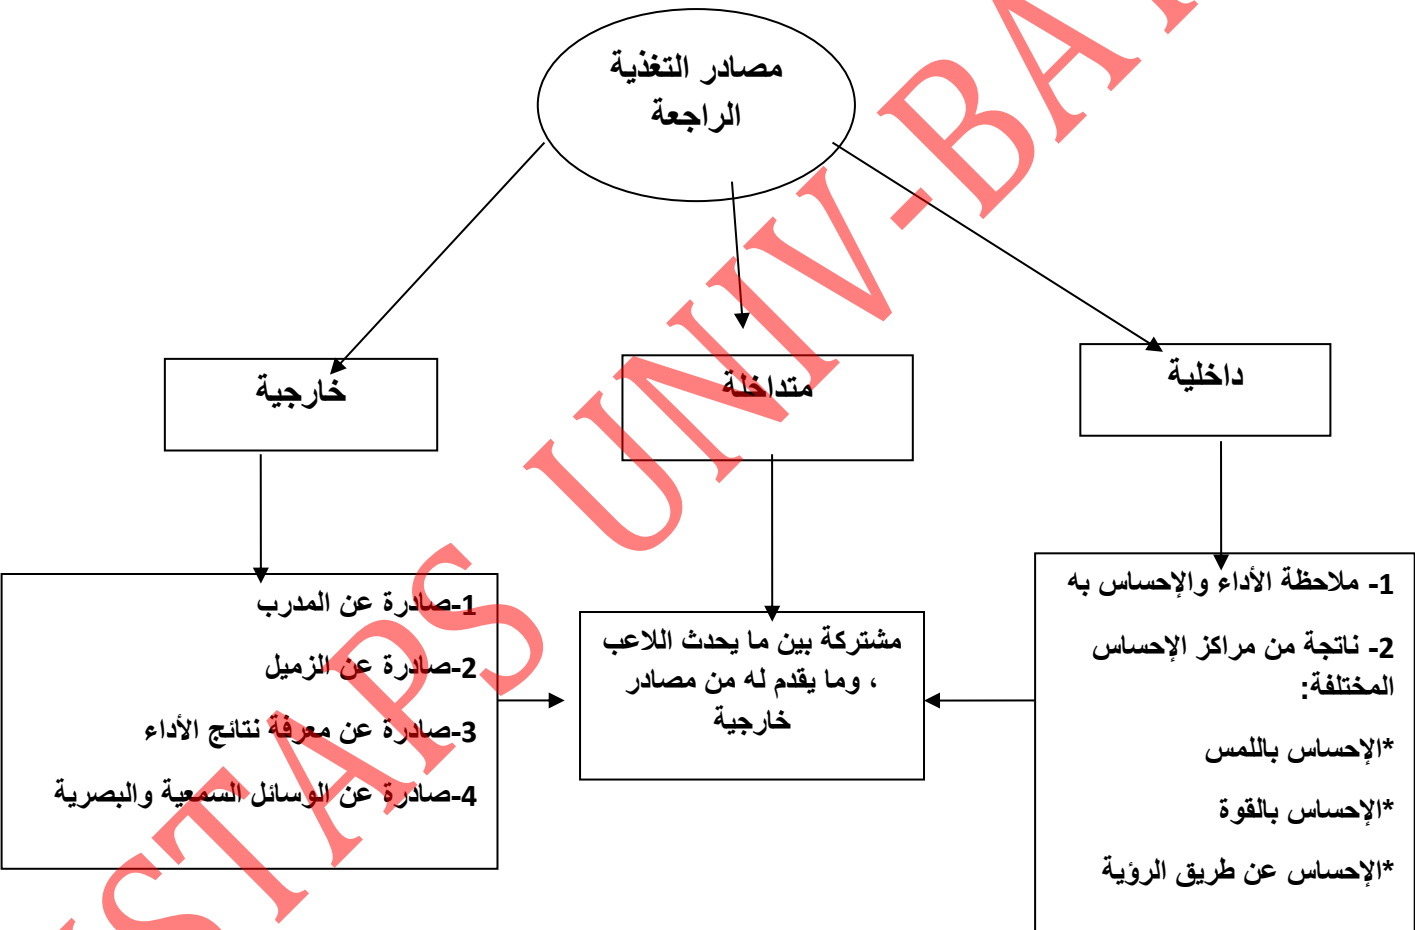 مصادر التغذية
الراجعة
داخلية
متداخلة
خارجية
1- ملاحظة الأداء والإحساس به
2- ناتجة من مراكز الإحساس
المختلفة:
*الإحساس باللمس
*الإحساس بالقوة
*الإحساس عن طريق الرؤية
مشتركة بين ما يحدث اللاعب
، وما يقدم له من مصادر
خارجية
1-صادرة عن المدرب
2-صادرة عن الزميل
3-صادرة عن معرفة نتائج الأداء
4-صادرة عن الوسائل السمعية والبصرية
STAPS UNIV-BA